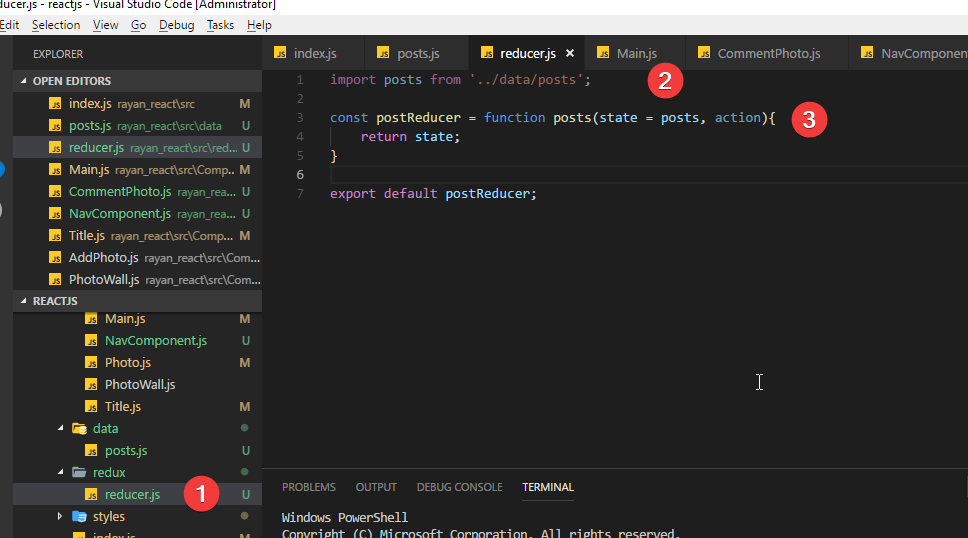 ducer.js - reactjs - Visual Studio Code [Administrator]
Edit Selection View Go Debug Tasks Help
EXPLORER
index.js posts.js reducer.js × Main.js CommentPhoto.js NavComponen
OPEN EDITORS
index.js rayan_react\src M
posts.js rayan_react\src\data U
reducer.js rayan_react\src\red... U
Main.js rayan_react\src\Comp... M
CommentPhoto.js rayan_rea... U
NavComponent.js rayan_rea... U
Title.js rayan_react\src\Comp... M
AddPhoto.js rayan_react\src\Com...
PhotoWall.js rayan_react\src\Com...
REACTJS
Main.js M
NavComponent.js U
Photo.js M
PhotoWall.js
Title.js M
data
posts.js U
redux
reducer.js 1 U
styles
index.js M
1 import posts from '../data/posts'; 2
2
3 const postReducer = function posts(state = posts, action){ 3
4 return state;
5 }
6
7 export default postReducer;
PROBLEMS OUTPUT DEBUG CONSOLE TERMINAL
Windows PowerShell
Copyright (C) Microsoft Corporation. All rights reserved.